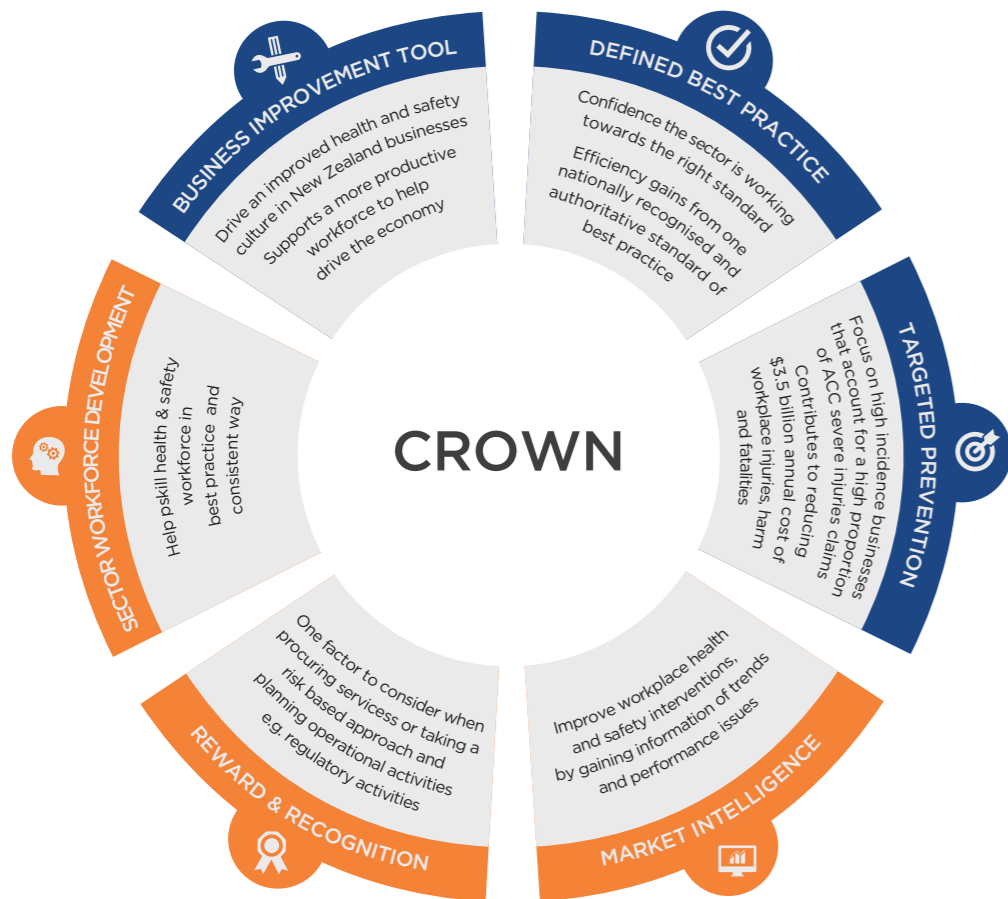 BUSINESS IMPROVEMENT TOOL
Drive an improved health and safety
culture in New Zealand businesses
Supports a more productive
workforce to help
drive the economy
DEFINED BEST PRACTICE
Confidence the sector is working
towards the right standard
Efficiency gains from one
nationally recognised and
authoritative standard of
best practice
TARGETED PREVENTION
Focus on high incidence businesses
that account for a high proportion
of ACC severe injuries claims
Contributes to reducing
$3.5 billion annual cost of
workplace injuries, harm
and fatalities
MARKET INTELLIGENCE
Improve workplace health
and safety interventions,
by gaining information of trends
and performance issues
REWARD & RECOGNITION
One factor to consider when
procuring servicess or taking a
risk based approach and
planning operational activities
e.g. regulatory activities
SECTOR WORKFORCE DEVELOPMENT
Help pskill health & safety
workforce in
best practice and
consistent way
CROWN